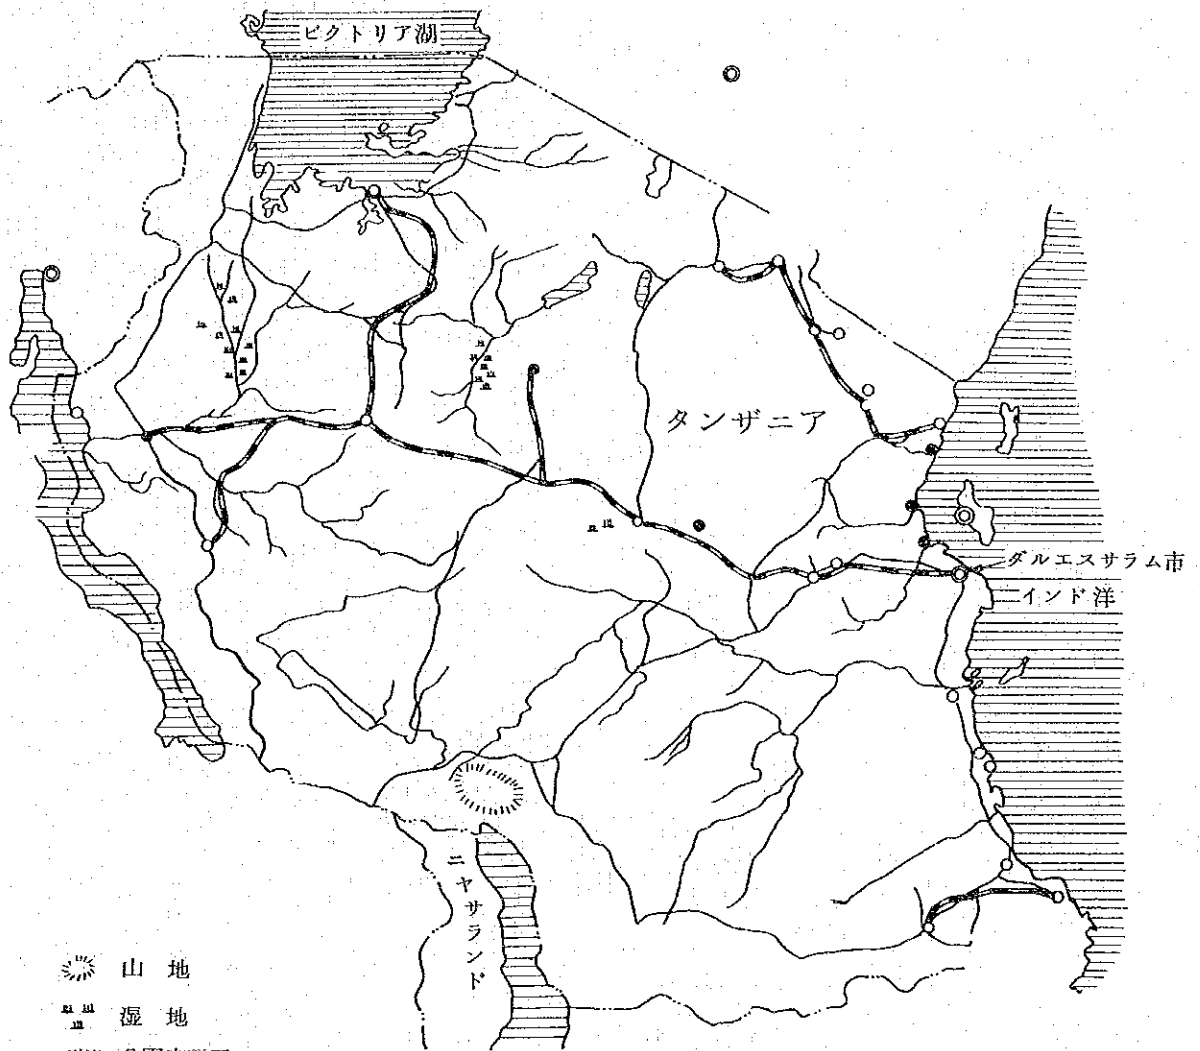 ビクトリア湖
タンザニア
ダルエスサラム市
インド洋
ニヤサランド
山地
湿地